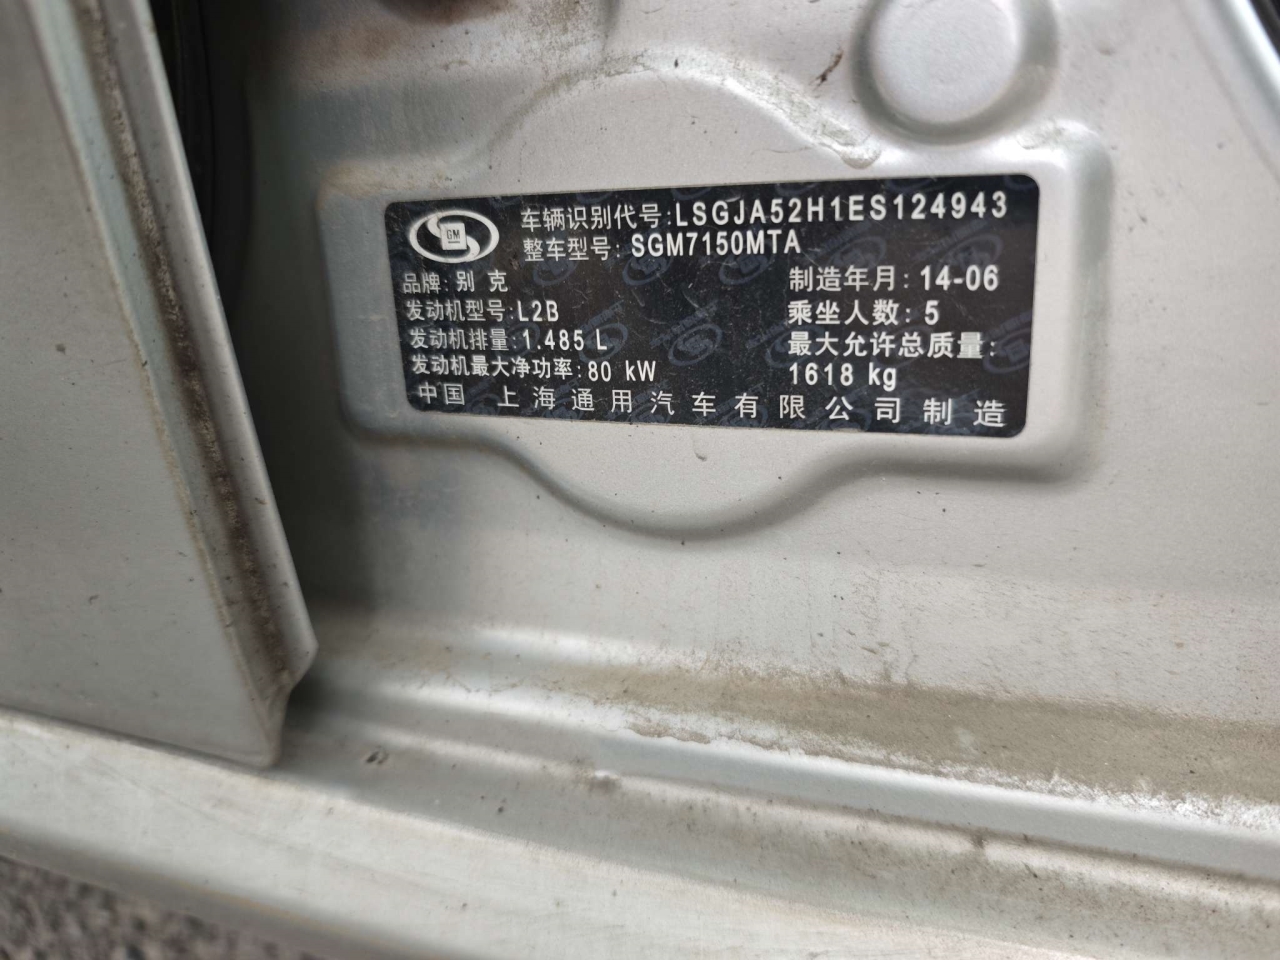 GM
车辆识别代号:LSGJA52H1ES124943
整车型号: SGM7150MTA
品牌: 别克
制造年月: 14-06
发动机型号:L2B
乘坐人数: 5
发动机排量:1.485 L
最大允许总质量:
发动机最大净功率:80 kW
1618 kg
中国 上海通用汽车有限公司制造